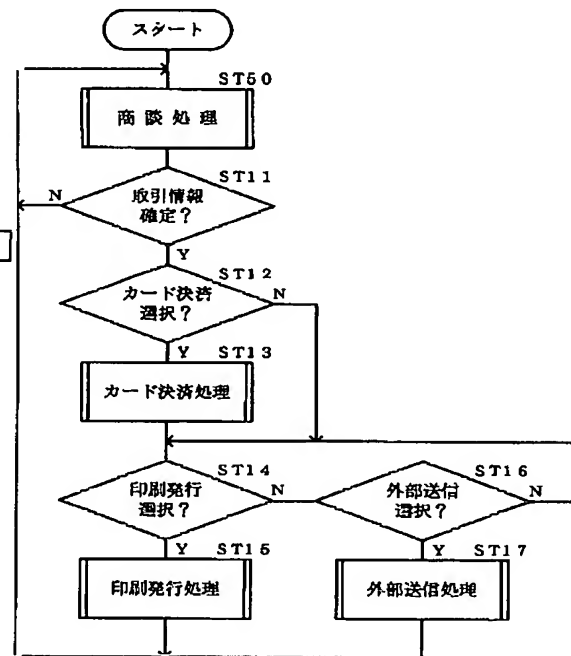 スタート
ST50
商談処理
ST11
N
取引情報
確定?
Y
ST12
カード決済
選択?
N
Y
ST13
カード決済処理
ST14
印刷発行
選択?
N
ST16
外部送信
選択?
N
Y
ST15
印刷発行処理
Y
ST17
外部送信処理